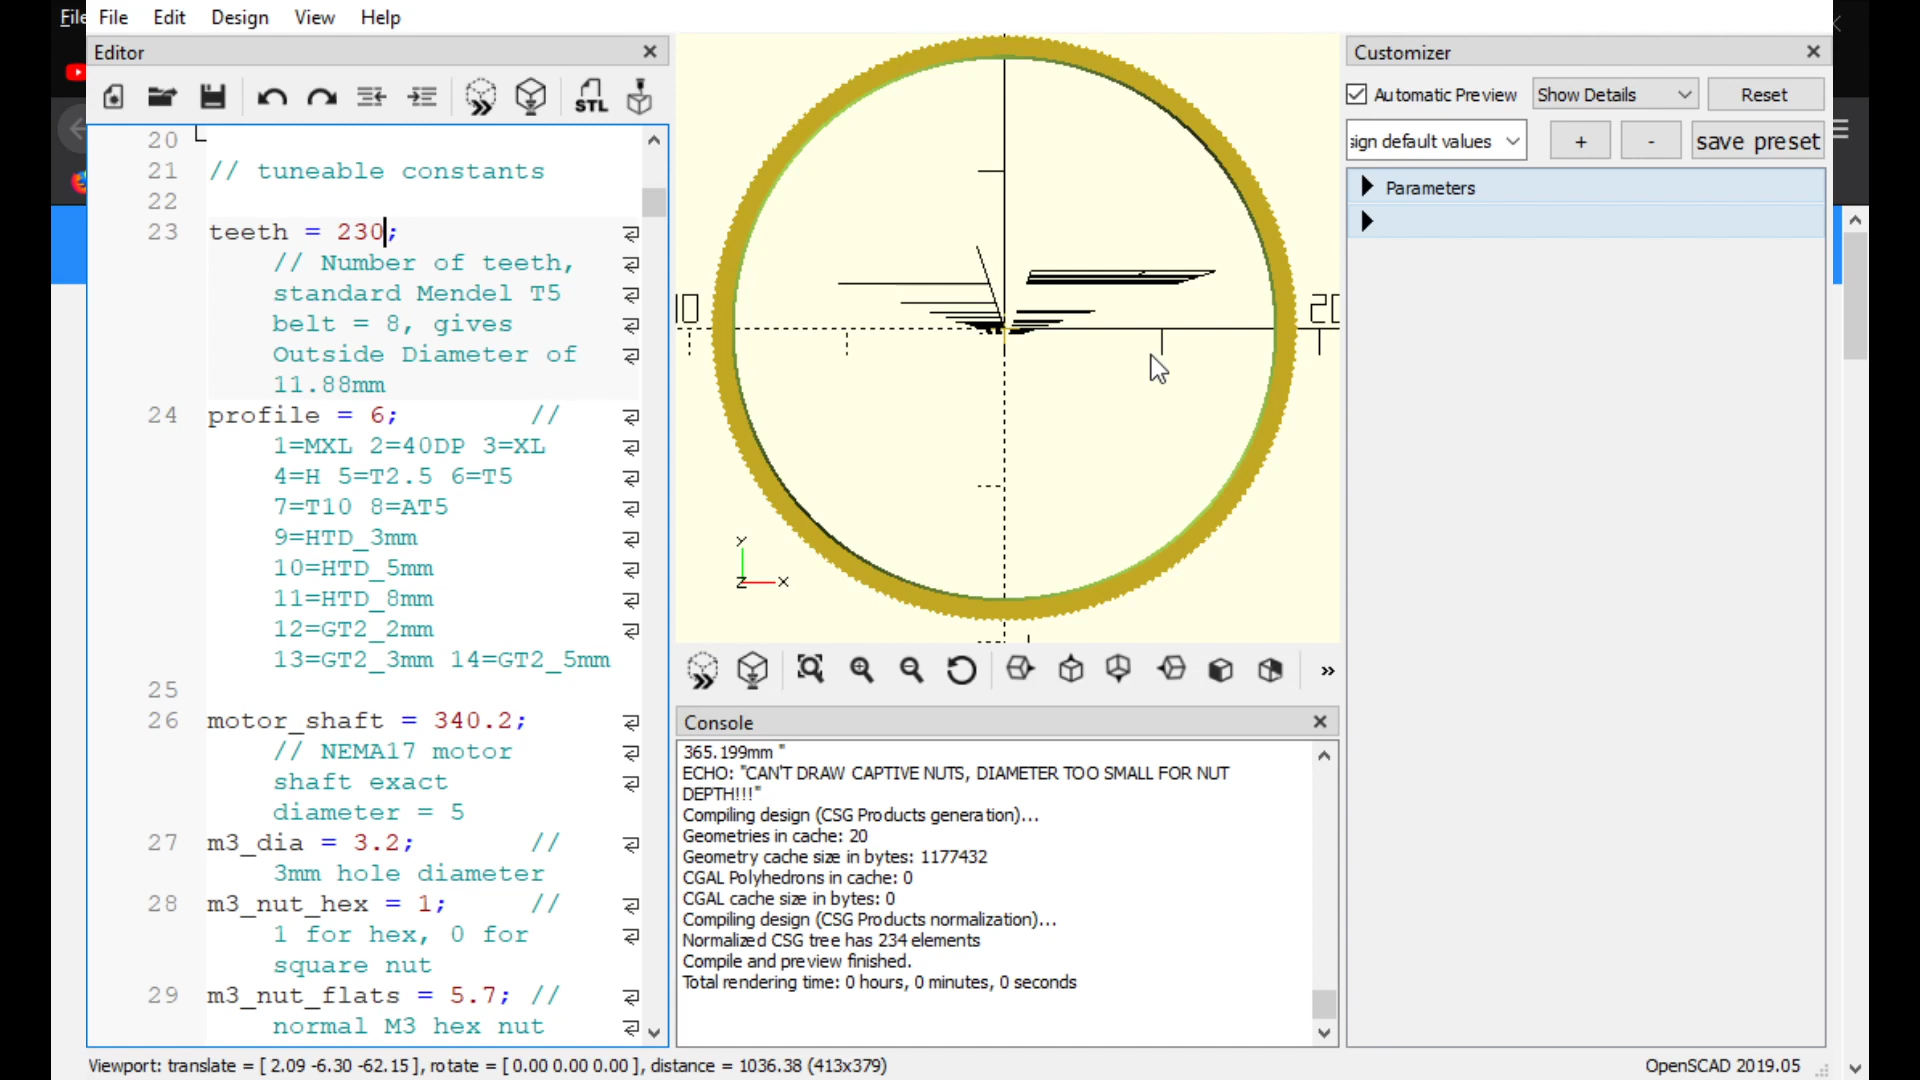 File
File Edit Design View Help
Editor
STL
20
21 // tuneable constants
22
23 teeth = 230;
// Number of teeth,
standard Mendel T5
belt = 8, gives
Outside Diameter of
11.88mm
24 profile = 6; //
1=MXL 2=40DP 3=XL
4=H 5=T2.5 6=T5
7=T10 8=AT5
9=HTD_3mm
10=HTD_5mm
11=HTD_8mm
12=GT2_2mm
13=GT2_3mm 14=GT2_5mm
25
26 motor_shaft = 340.2;
// NEMA17 motor
shaft exact
diameter = 5
27 m3_dia = 3.2; //
3mm hole diameter
28 m3_nut_hex = 1; //
1 for hex, 0 for
square nut
29 m3_nut_flats = 5.7; //
normal M3 hex nut
Y
Z X
Console
365.199mm "
ECHO: "CAN'T DRAW CAPTIVE NUTS, DIAMETER TOO SMALL FOR NUT
DEPTH!!!"
Compiling design (CSG Products generation)...
Geometries in cache: 20
Geometry cache size in bytes: 1177432
CGAL Polyhedrons in cache: 0
CGAL cache size in bytes: 0
Compiling design (CSG Products normalization)...
Normalized CSG tree has 234 elements
Compile and preview finished.
Total rendering time: 0 hours, 0 minutes, 0 seconds
Customizer
Automatic Preview Show Details Reset
sign default values + - save preset
Parameters
Viewport: translate = [ 2.09 -6.30 -62.15 ], rotate = [ 0.00 0.00 0.00 ], distance = 1036.38 (413x379)
OpenSCAD 2019.05